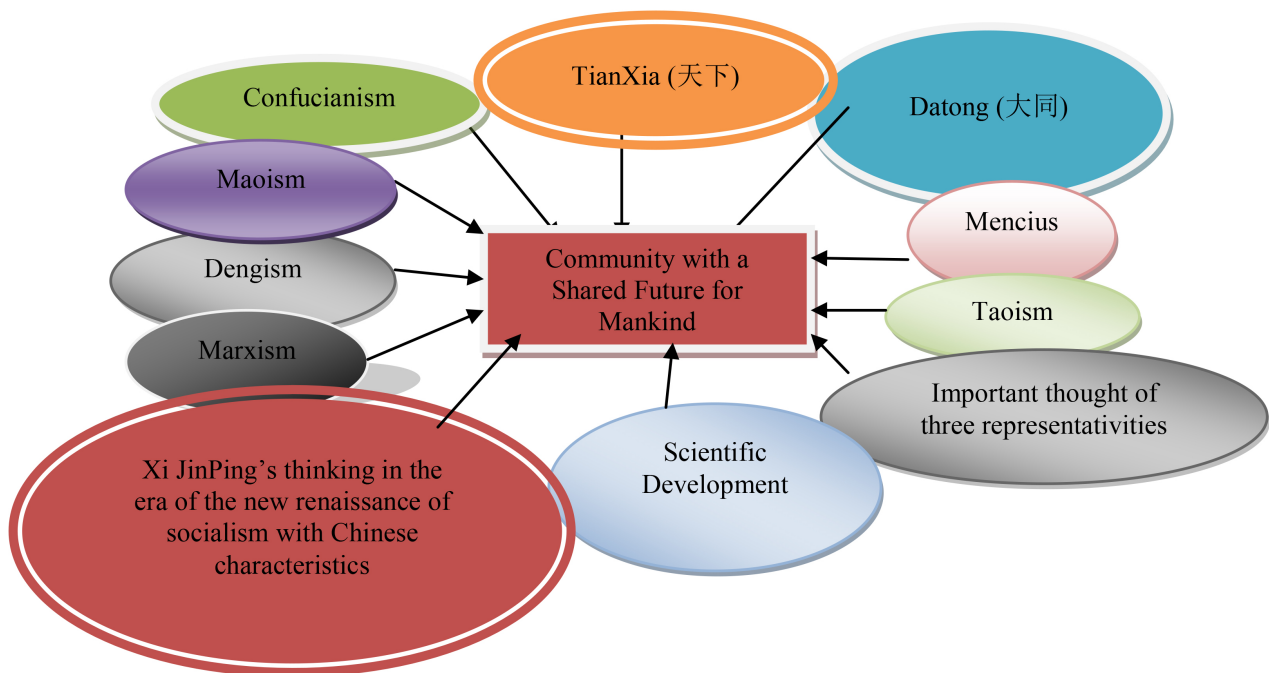 TianXia (天下)
Confucianism
Datong (大同)
Maoism
Mencius
Dengism
Community with a
Shared Future for
Mankind
Taoism
Marxism
Important thought of
three representativities
Scientific
Development
Xi JinPing’s thinking in the
era of the new renaissance of
socialism with Chinese
characteristics